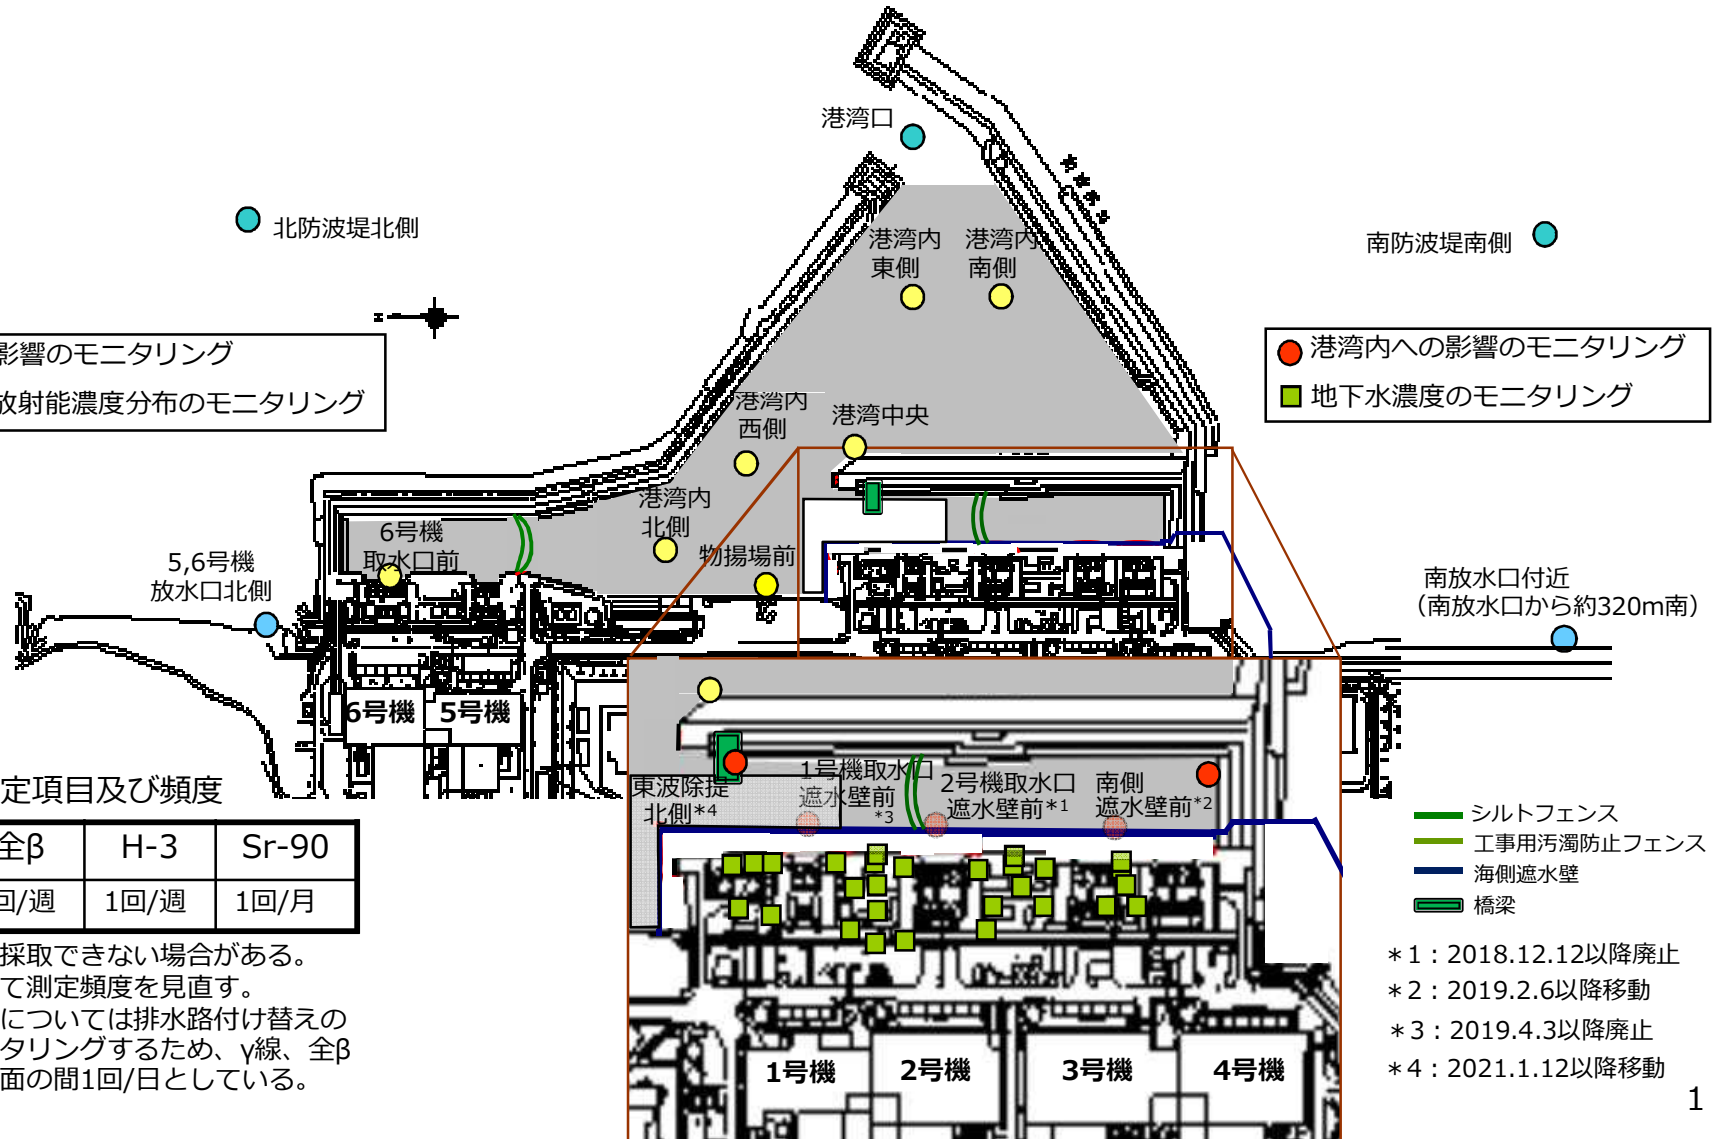 港湾口
北防波堤北側
南防波堤南側
港湾内
東側
港湾内
南側
影響のモニタリング
放射能濃度分布のモニタリング
港湾内への影響のモニタリング
地下水濃度のモニタリング
港湾内
西側
港湾中央
港湾内
北側
物揚場前
6号機
取水口前
5,6号機
放水口北側
南放水口付近
（南放水口から約320m南）
6号機
5号機
定項目及び頻度
全β
H-3
Sr-90
回/週
1回/週
1回/月
採取できない場合がある。
て測定頻度を見直す。
については排水路付け替えの
タリングするため、γ線、全β
面の間1回/日としている。
東波除堤
北側*4
1号機取水口
遮水壁前
*3
2号機取水口
遮水壁前*1
南側
遮水壁前*2
1号機
2号機
3号機
4号機
シルトフェンス
工事用汚濁防止フェンス
海側遮水壁
橋梁
＊1：2018.12.12以降廃止
＊2：2019.2.6以降移動
＊3：2019.4.3以降廃止
＊4：2021.1.12以降移動
1